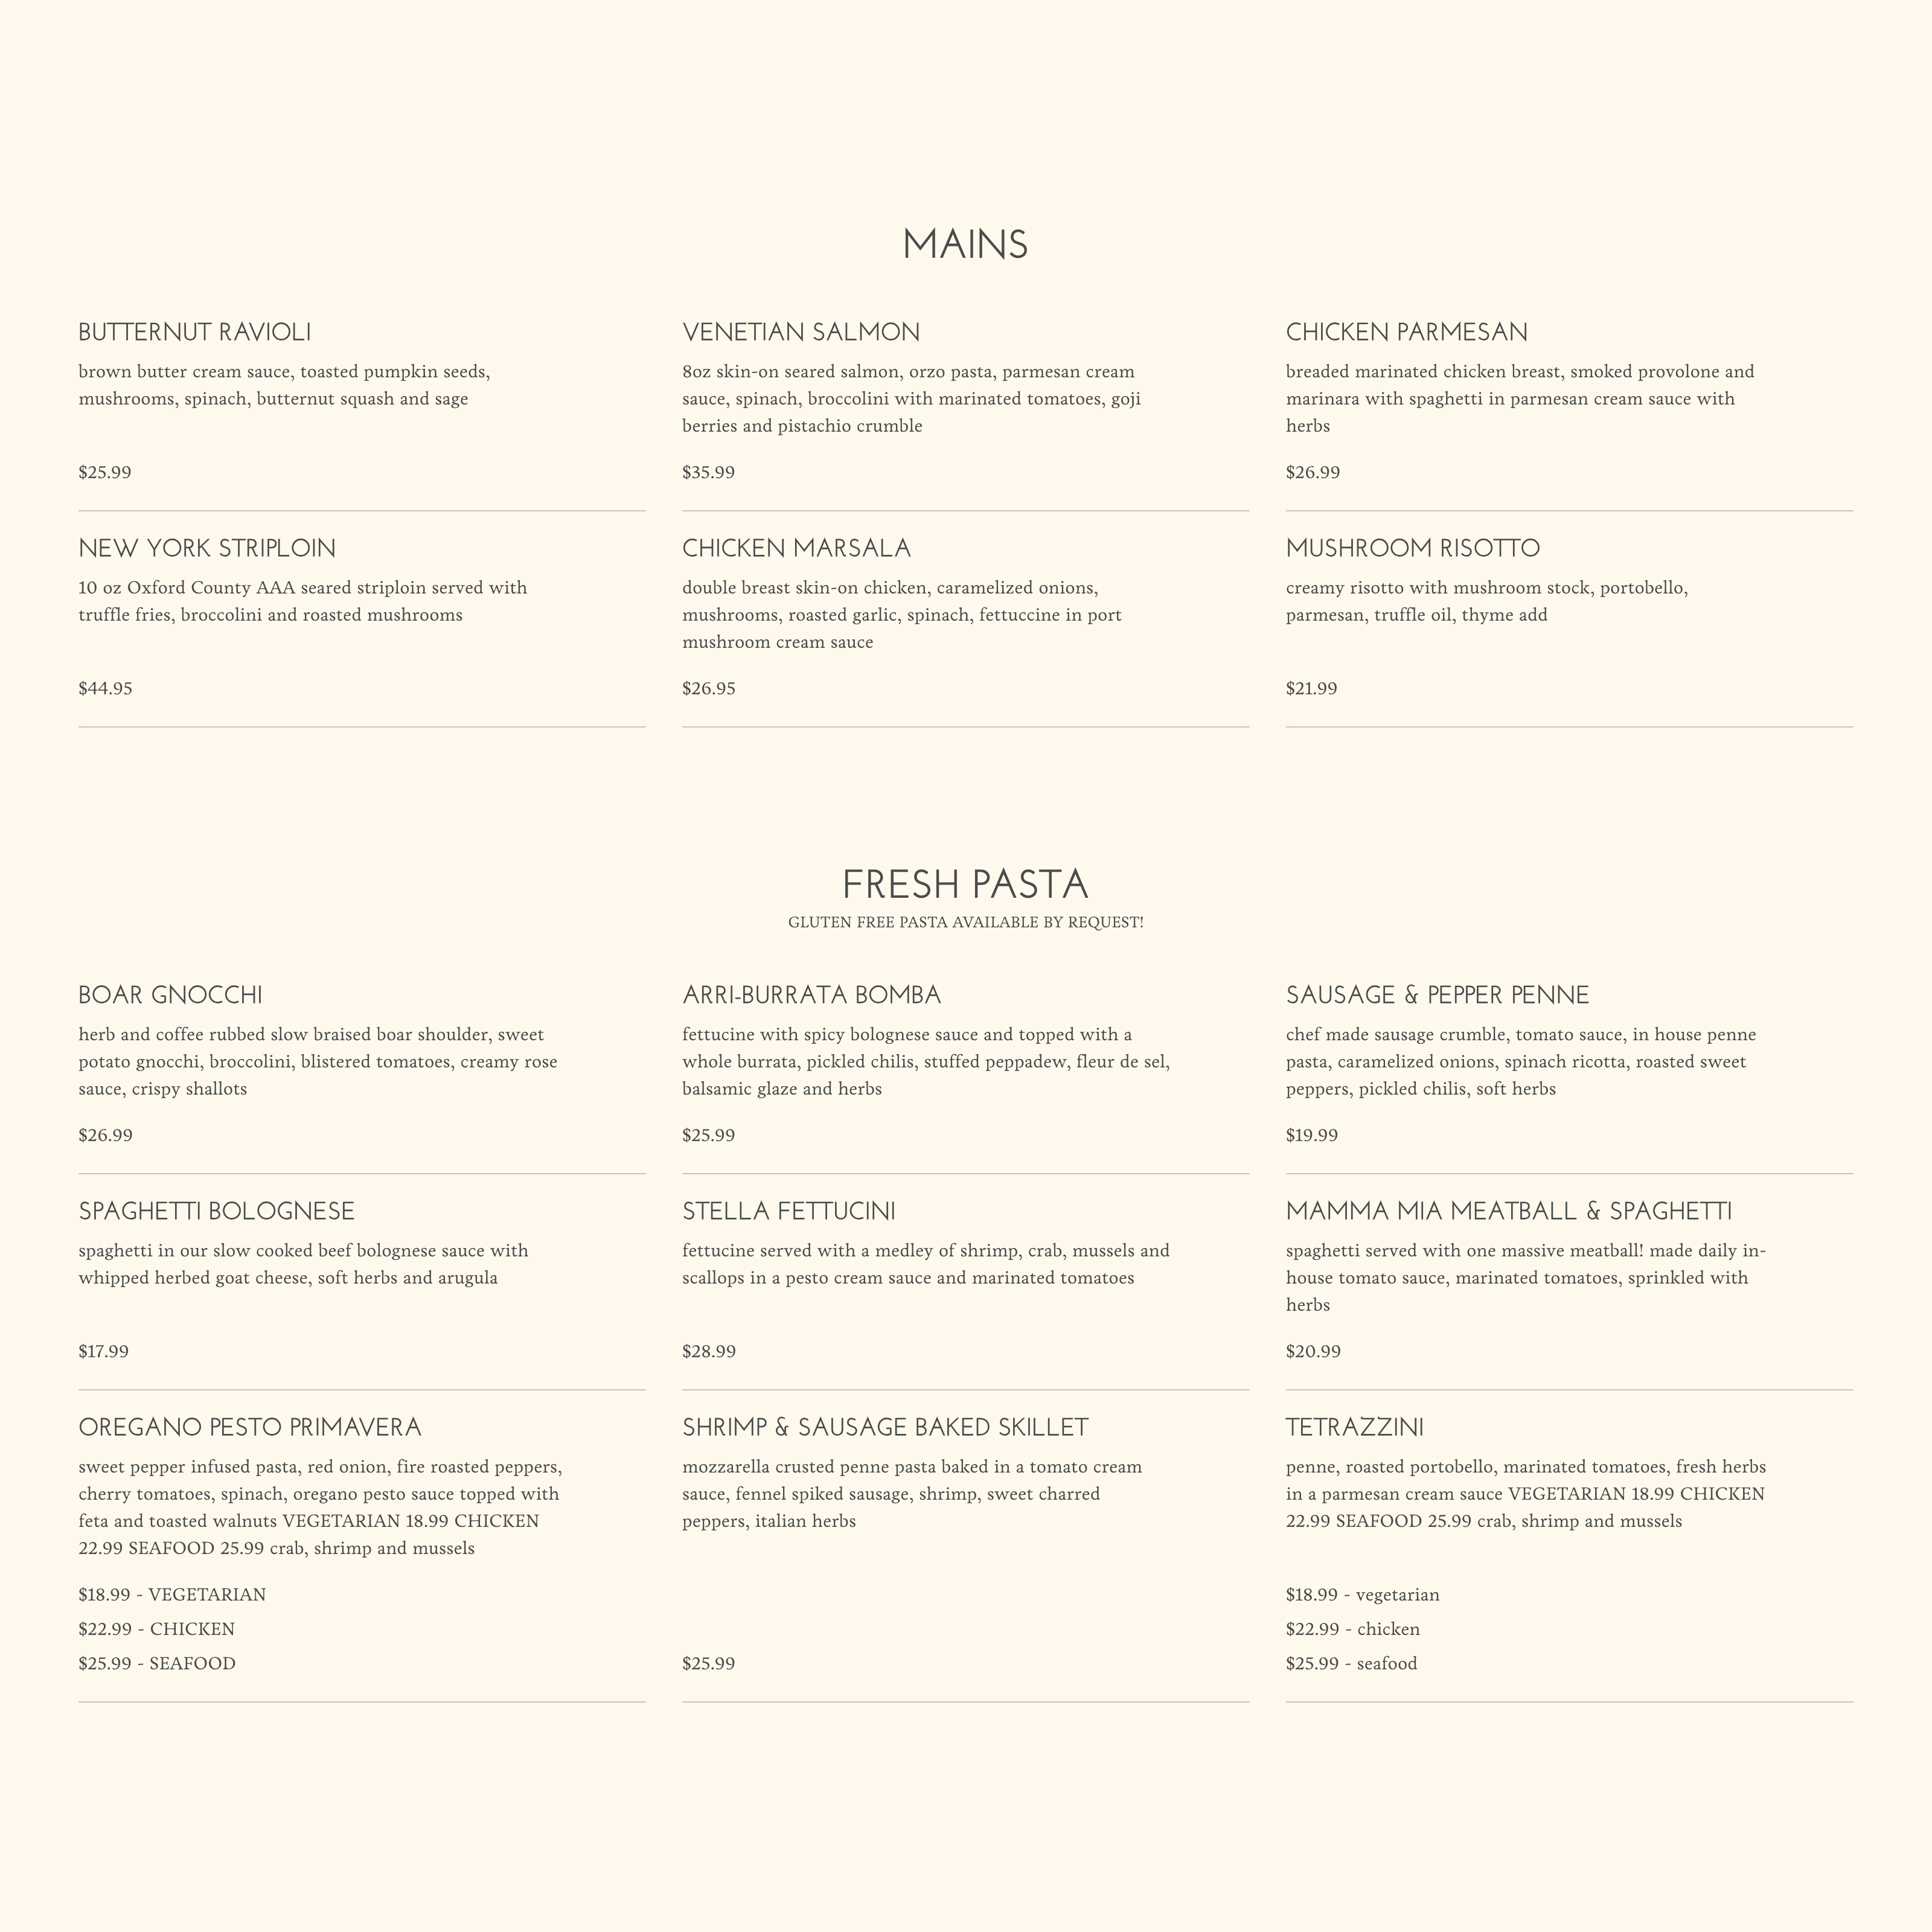 MAINS
BUTTERNUT RAVIOLI
brown butter cream sauce, toasted pumpkin seeds,
mushrooms, spinach, butternut squash and sage
$25.99
VENETIAN SALMON
8oz skin-on seared salmon, orzo pasta, parmesan cream
sauce, spinach, broccolini with marinated tomatoes, goji
berries and pistachio crumble
$35.99
CHICKEN PARMESAN
breaded marinated chicken breast, smoked provolone and
marinara with spaghetti in parmesan cream sauce with
herbs
$26.99
NEW YORK STRIPLOIN
10 oz Oxford County AAA seared striploin served with
truffle fries, broccolini and roasted mushrooms
$44.95
CHICKEN MARSALA
double breast skin-on chicken, caramelized onions,
mushrooms, roasted garlic, spinach, fettuccine in port
mushroom cream sauce
$26.95
MUSHROOM RISOTTO
creamy risotto with mushroom stock, portobello,
parmesan, truffle oil, thyme add
$21.99
FRESH PASTA
GLUTEN FREE PASTA AVAILABLE BY REQUEST!
BOAR GNOCCHI
herb and coffee rubbed slow braised boar shoulder, sweet
potato gnocchi, broccolini, blistered tomatoes, creamy rose
sauce, crispy shallots
$26.99
ARRI-BURRATA BOMBA
fettucine with spicy bolognese sauce and topped with a
whole burrata, pickled chilis, stuffed peppadew, fleur de sel,
balsamic glaze and herbs
$25.99
SAUSAGE & PEPPER PENNE
chef made sausage crumble, tomato sauce, in house penne
pasta, caramelized onions, spinach ricotta, roasted sweet
peppers, pickled chilis, soft herbs
$19.99
SPAGHETTI BOLOGNESE
spaghetti in our slow cooked beef bolognese sauce with
whipped herbed goat cheese, soft herbs and arugula
$17.99
STELLA FETTUCINI
fettucine served with a medley of shrimp, crab, mussels and
scallops in a pesto cream sauce and marinated tomatoes
$28.99
MAMMA MIA MEATBALL & SPAGHETTI
spaghetti served with one massive meatball! made daily in-
house tomato sauce, marinated tomatoes, sprinkled with
herbs
$20.99
OREGANO PESTO PRIMAVERA
sweet pepper infused pasta, red onion, fire roasted peppers,
cherry tomatoes, spinach, oregano pesto sauce topped with
feta and toasted walnuts VEGETARIAN 18.99 CHICKEN
22.99 SEAFOOD 25.99 crab, shrimp and mussels
$18.99 - VEGETARIAN
$22.99 - CHICKEN
$25.99 - SEAFOOD
SHRIMP & SAUSAGE BAKED SKILLET
mozzarella crusted penne pasta baked in a tomato cream
sauce, fennel spiked sausage, shrimp, sweet charred
peppers, italian herbs
$25.99
TETRAZZINI
penne, roasted portobello, marinated tomatoes, fresh herbs
in a parmesan cream sauce VEGETARIAN 18.99 CHICKEN
22.99 SEAFOOD 25.99 crab, shrimp and mussels
$18.99 - vegetarian
$22.99 - chicken
$25.99 - seafood